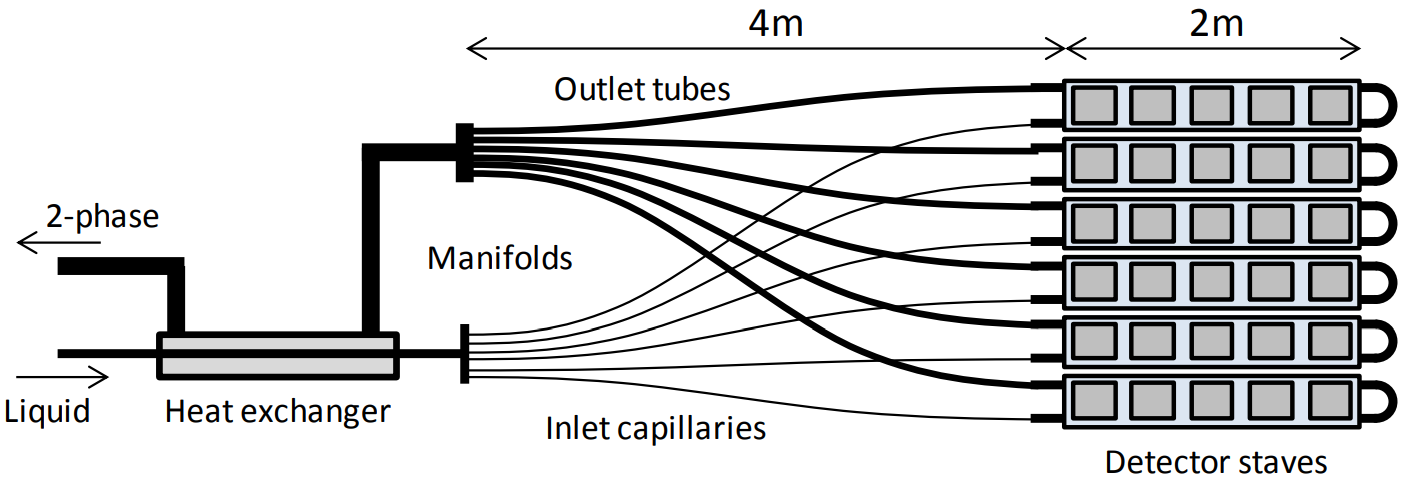 4m
2m
Outlet tubes
2-phase
Manifolds
Liquid
Heat exchanger
Inlet capillaries
Detector staves